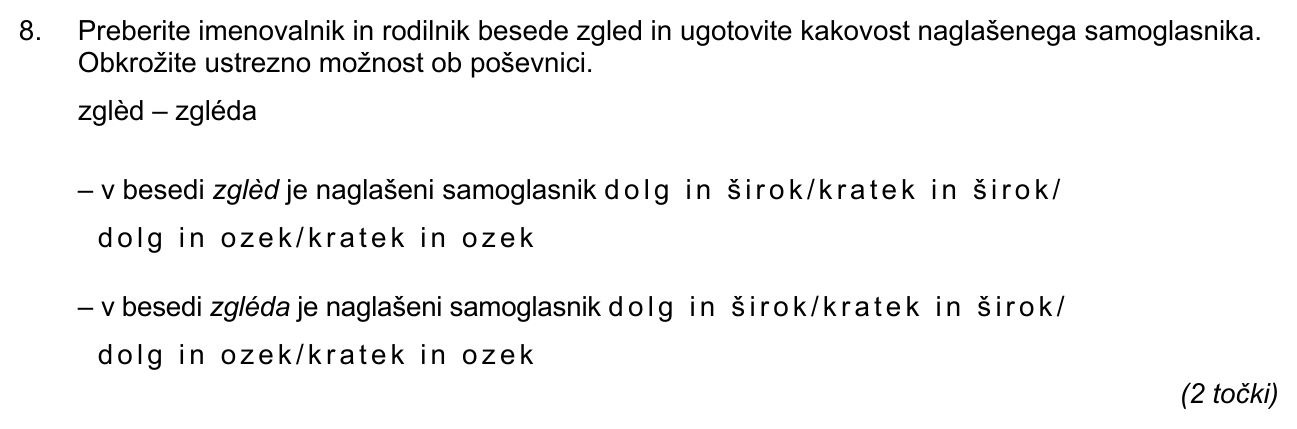 8. Preberite imenovalnik in rodilnik besede zgled in ugotovite kakovost naglašenega samoglasnika.
Obkrožite ustrezno možnost ob poševnici.
zglèd – zgléda
– v besedi zglèd je naglašeni samoglasnik dolg in širok/kratek in širok/
dolg in ozek/kratek in ozek
– v besedi zgléda je naglašeni samoglasnik dolg in širok/kratek in širok/
dolg in ozek/kratek in ozek
(2 točki)